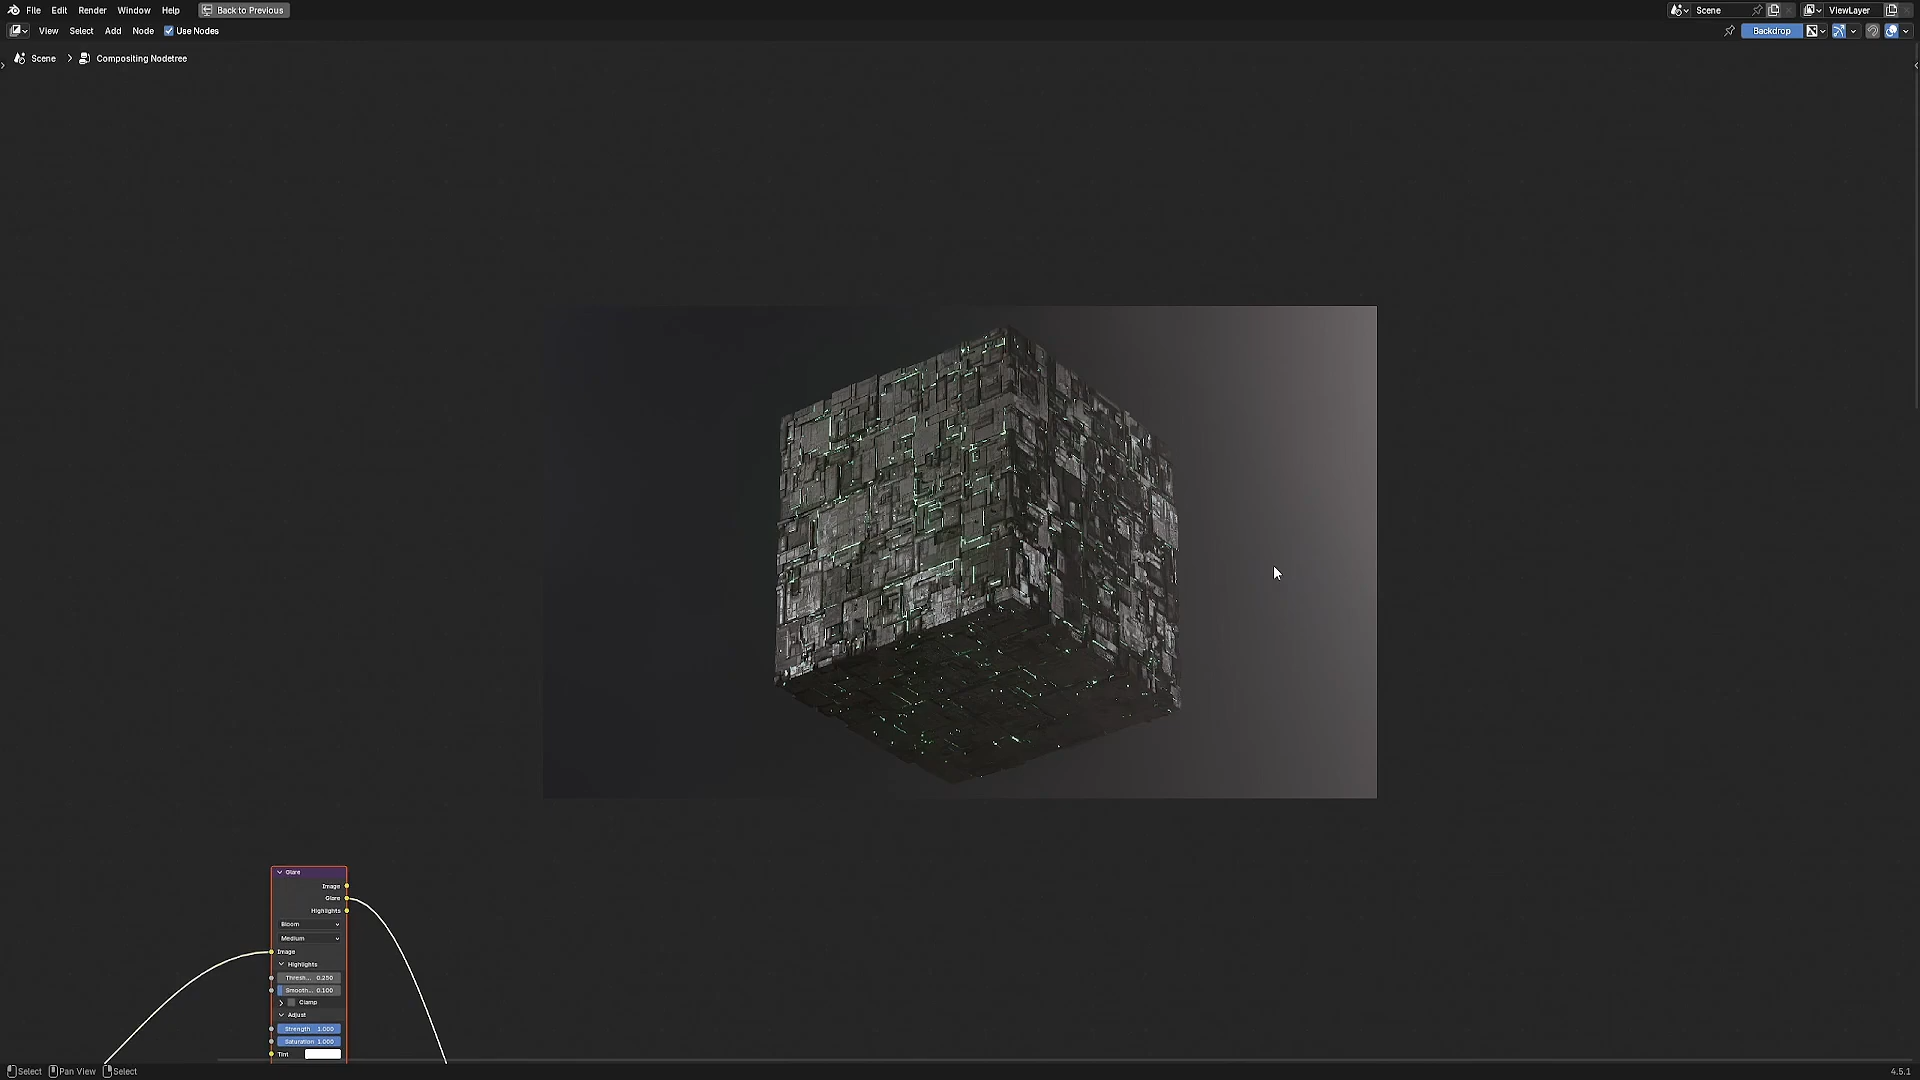 File Edit Render Window Help Back to Previous Scene ViewLayer
View Select Add Node Use Nodes Backdrop
Scene Compositing Nodetree
Glare
Image
Glare
Highlights
Bloom
Medium
Image
Highlights
Thresh... 0.250
Smooth... 0.100
Clamp
Adjust
Strength 1.000
Saturation 1.000
Tint
Select Pan View Select 4.5.1